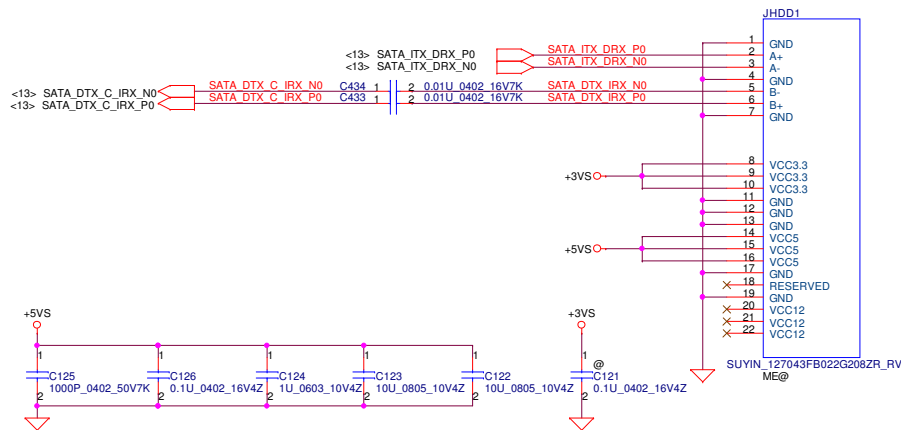 JHDD1
1 GND
<13> SATA_ITX_DRX_P0 SATA_ITX_DRX_P0 2 A+
<13> SATA_ITX_DRX_N0 SATA_ITX_DRX_N0 3 A-
4 GND
<13> SATA_DTX_C_IRX_N0 SATA_DTX_C_IRX_N0 C434 1 2 0.01U_0402_16V7K SATA_DTX_IRX_N0 5 B-
<13> SATA_DTX_C_IRX_P0 SATA_DTX_C_IRX_P0 C433 1 2 0.01U_0402_16V7K SATA_DTX_IRX_P0 6 B+
7 GND
8 VCC3.3
+3VS 9 VCC3.3
10 VCC3.3
11 GND
12 GND
13 GND
14 VCC5
+5VS 15 VCC5
16 VCC5
17 GND
18 RESERVED
19 GND
20 VCC12
21 VCC12
22 VCC12
SUYIN_127043FB022G208ZR_RV
ME@
+5VS +3VS
1 1 1 1 1 1
@
C125 C126 C124 C123 C122 C121
1000P_0402_50V7K 0.1U_0402_16V4Z 1U_0603_10V4Z 10U_0805_10V4Z 10U_0805_10V4Z 0.1U_0402_16V4Z
2 2 2 2 2 2